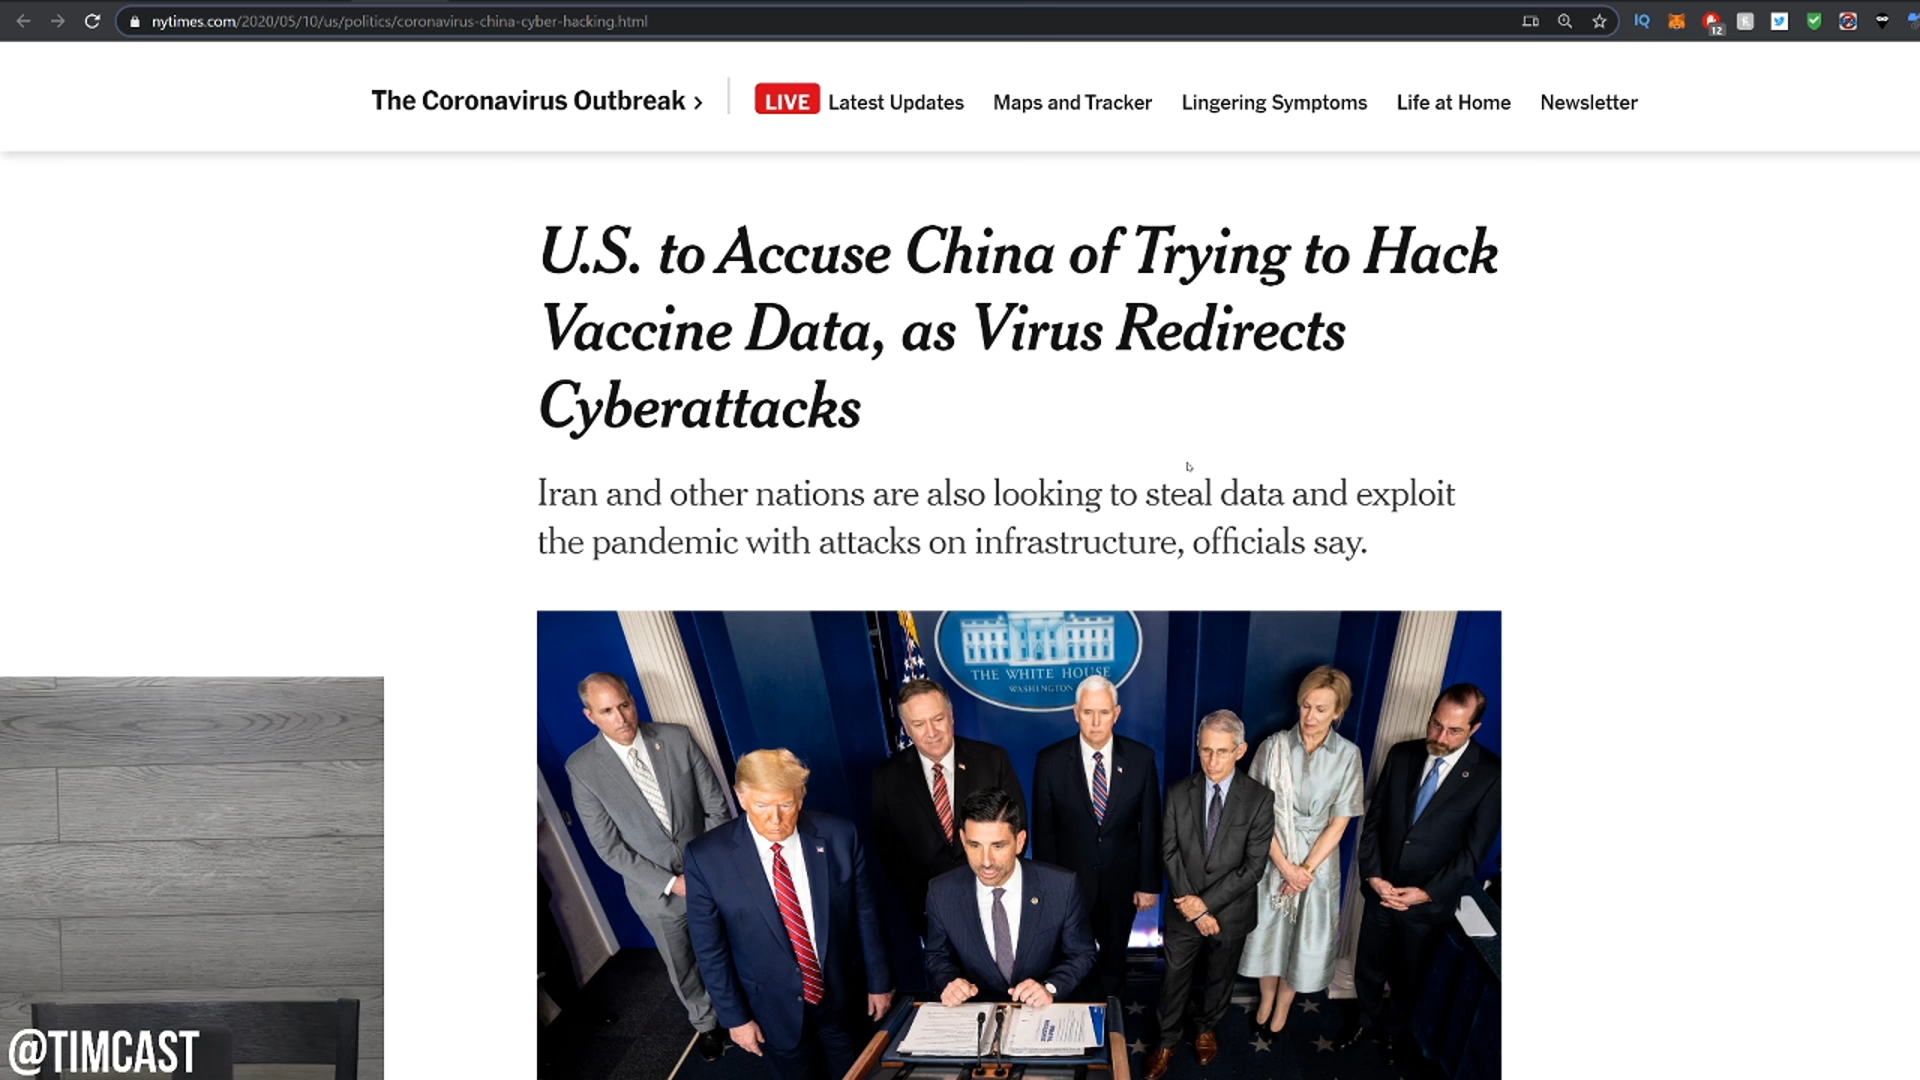 nytimes.com/2020/05/10/us/politics/coronavirus-china-cyber-hacking.html
IQ
12
The Coronavirus Outbreak >
LIVE Latest Updates Maps and Tracker Lingering Symptoms Life at Home Newsletter
U.S. to Accuse China of Trying to Hack
Vaccine Data, as Virus Redirects
Cyberattacks
Iran and other nations are also looking to steal data and exploit
the pandemic with attacks on infrastructure, officials say.
THE WHITE HOUSE
WASHINGTON
@TIMCAST